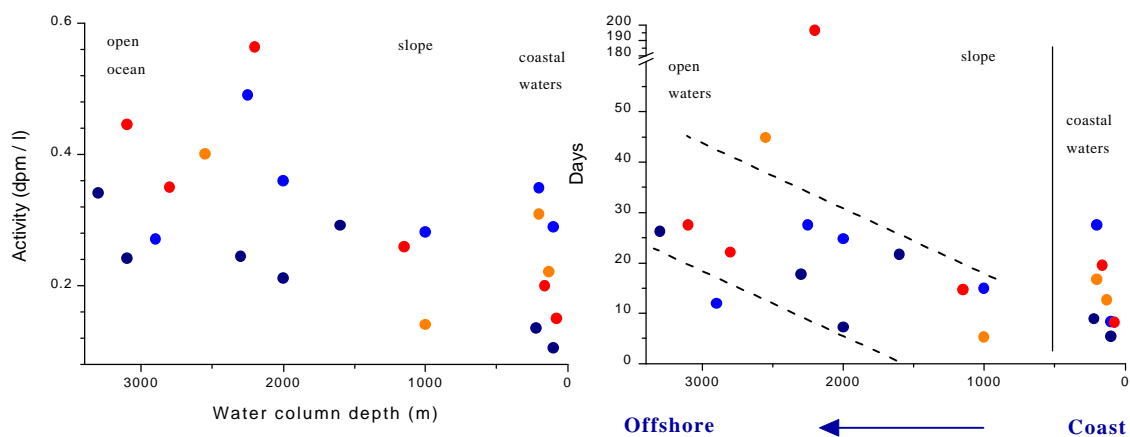 0.6
0.4
0.2
Activity (dpm / l)
open
ocean
slope
coastal
waters
3000
2000
1000
0
Water column depth (m)
200
190
180
50
40
30
20
10
0
Days
open
waters
slope
coastal
waters
3000
2000
1000
0
Offshore
Coast